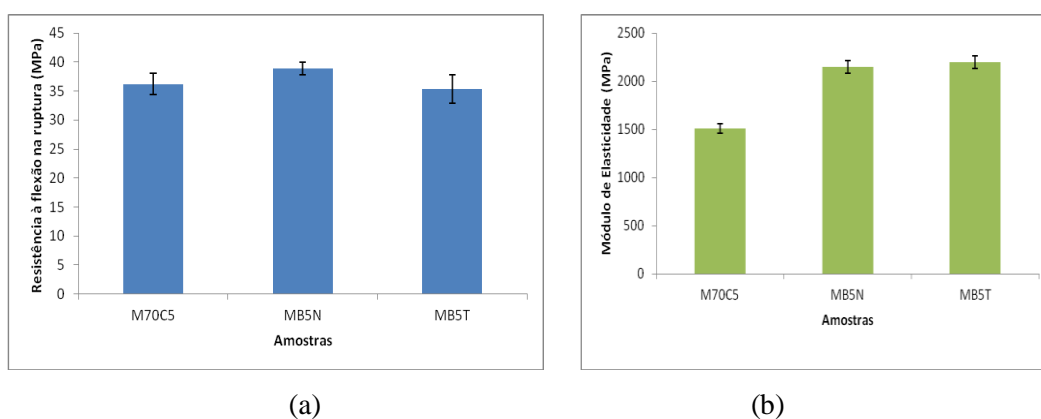 Resistência à flexão na ruptura (MPa)
45
40
35
30
25
20
15
10
5
0
M70C5 MB5N MB5T
Amostras
(a)
Módulo de Elasticidade (MPa)
2500
2000
1500
1000
500
0
M70C5 MB5N MB5T
Amostras
(b)